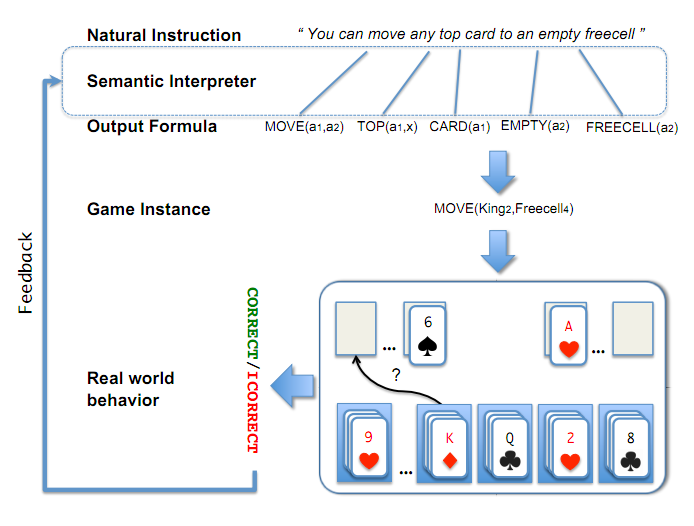 Natural Instruction
“ You can move any top card to an empty freecell ”
Semantic Interpreter
Output Formula
MOVE(a1,a2) TOP(a1,x) CARD(a1) EMPTY(a2) FREECELL(a2)
Game Instance
MOVE(King2,Freecell4)
Feedback
CORRECT/ICORRECT
Real world
behavior
... 6 A ...
?
9 ... K Q 2 8